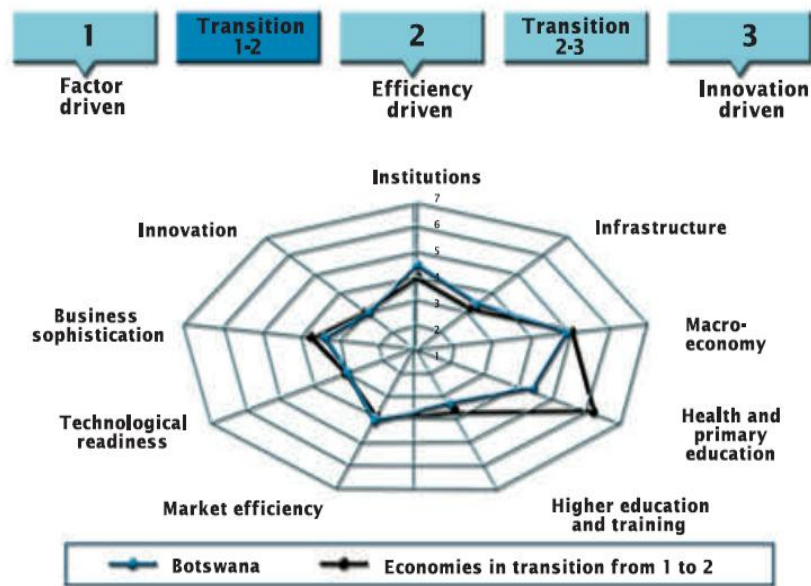 1
Transition
1-2
2
Transition
2-3
3
Factor
driven
Efficiency
driven
Innovation
driven
Institutions
7
6
5
4
3
2
1
Innovation
Infrastructure
Business
sophistication
Macro-
economy
Technological
readiness
Health and
primary
education
Market efficiency
Higher education
and training
Botswana
Economies in transition from 1 to 2